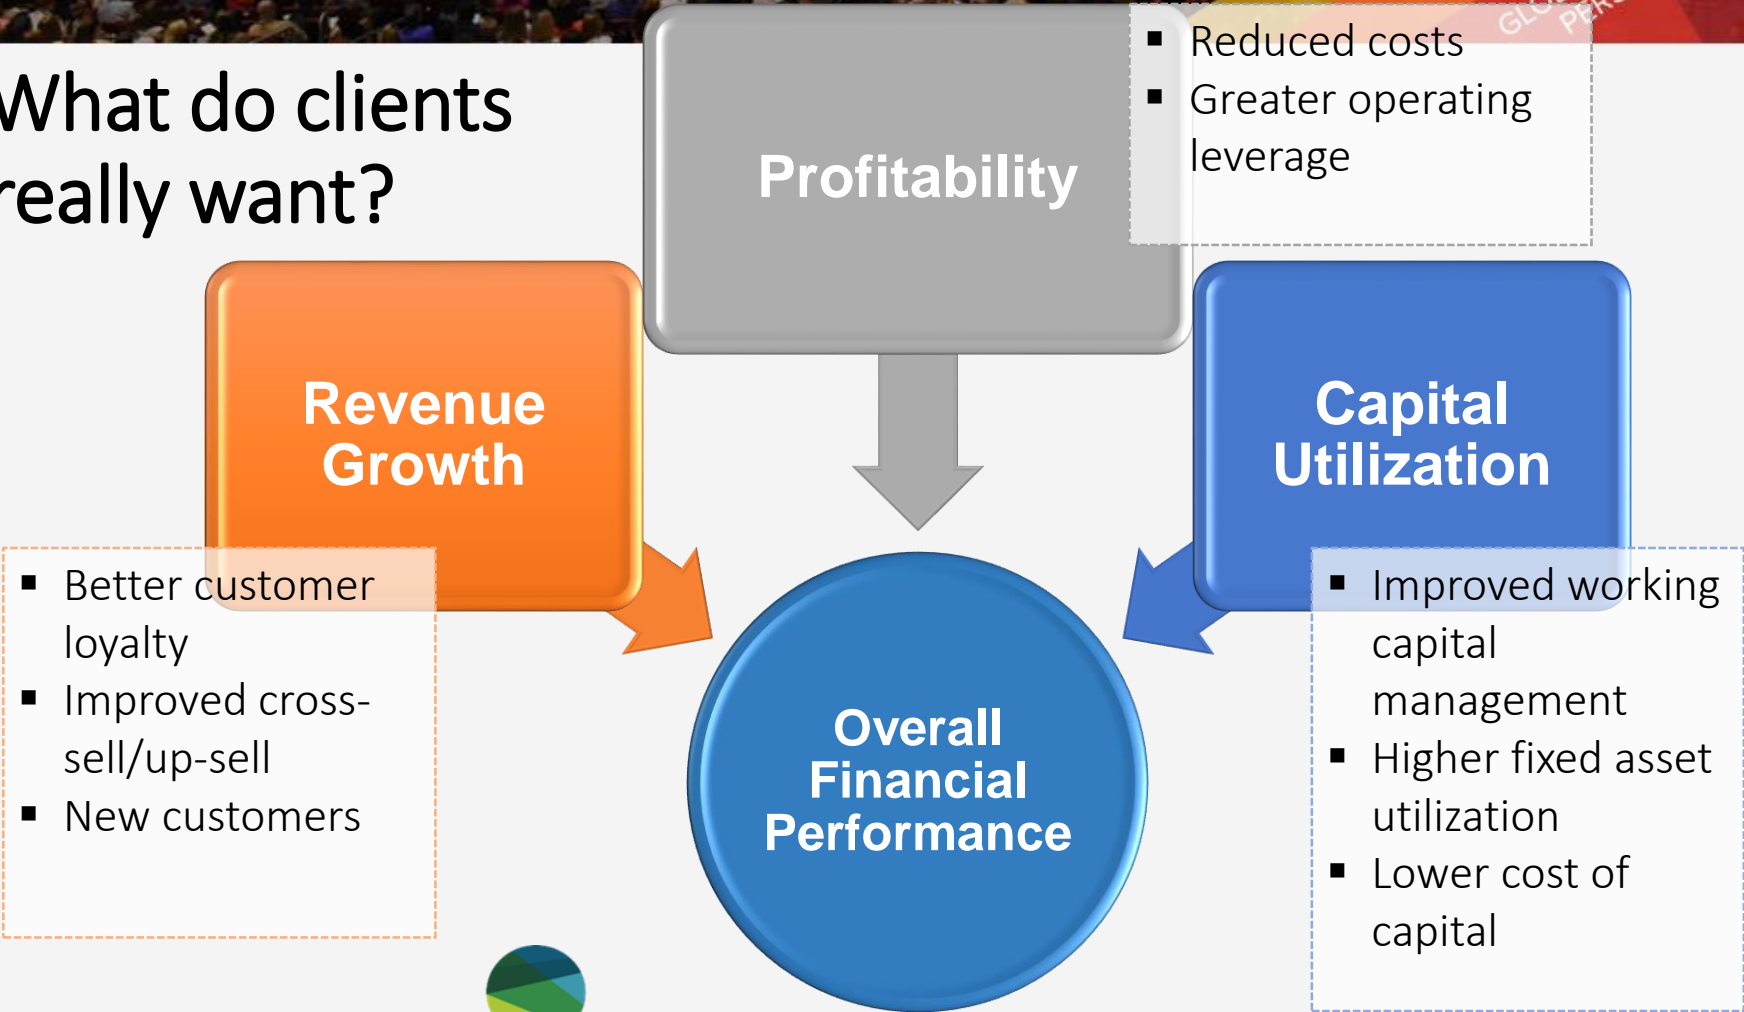 What do clients
really want?
Profitability
▪ Reduced costs
▪ Greater operating
leverage
Revenue
Growth
▪ Better customer
loyalty
▪ Improved cross-
sell/up-sell
▪ New customers
Capital
Utilization
▪ Improved working
capital
management
▪ Higher fixed asset
utilization
▪ Lower cost of
capital
Overall
Financial
Performance